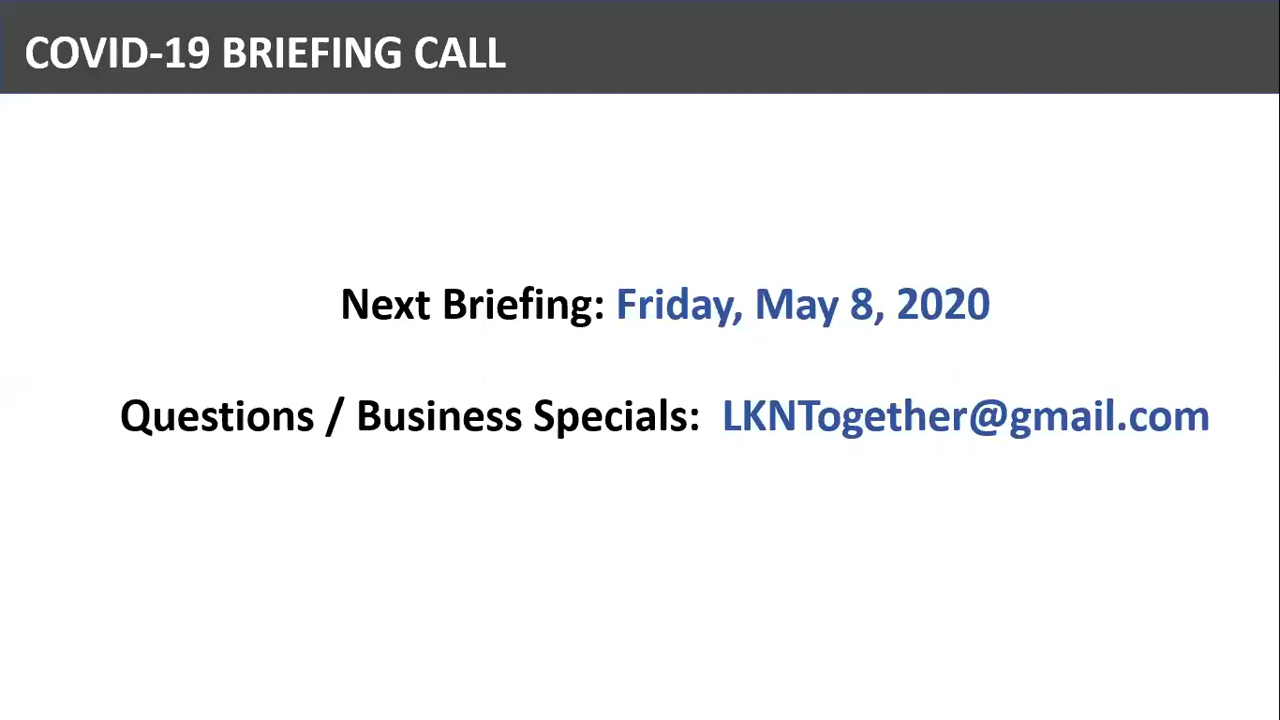 COVID-19 BRIEFING CALL
Next Briefing: Friday, May 8, 2020
Questions / Business Specials: LKNTogether@gmail.com